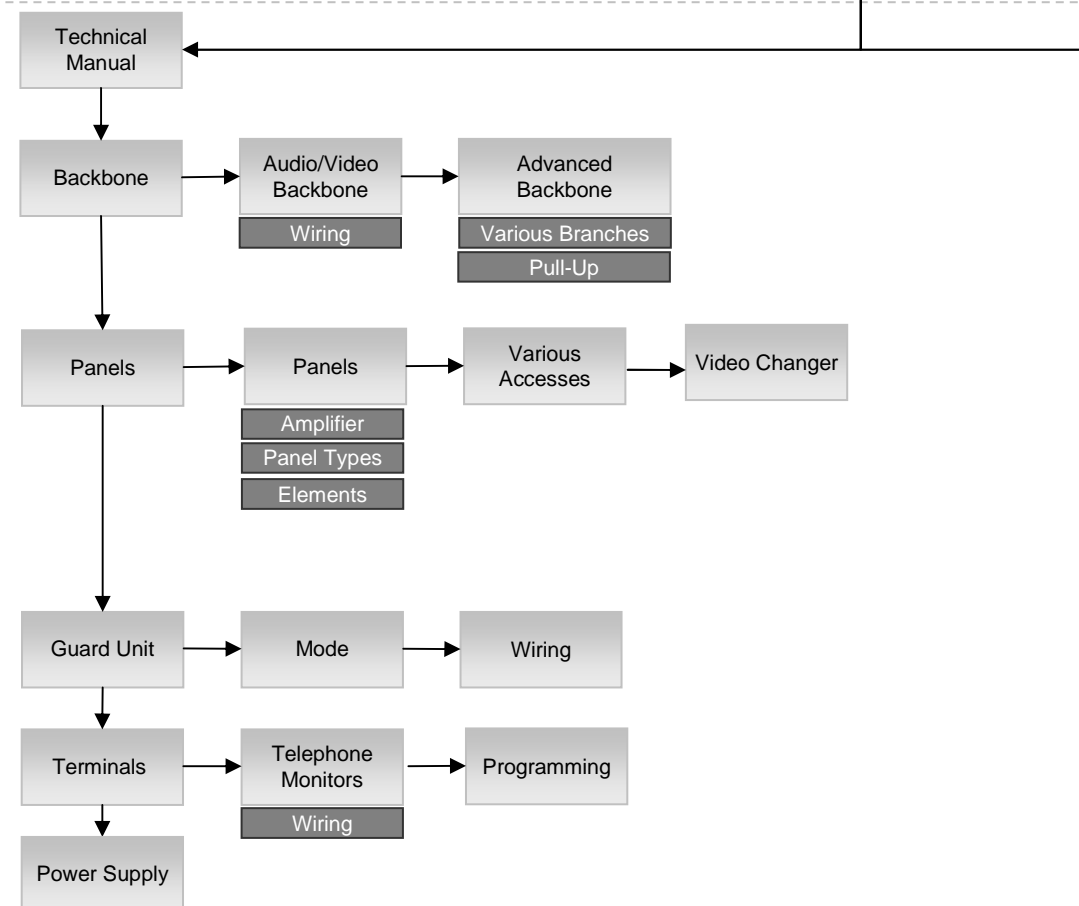 Technical
Manual
Backbone
Audio/Video
Backbone
Advanced
Backbone
Wiring
Various Branches
Pull-Up
Panels
Panels
Various
Accesses
Video Changer
Amplifier
Panel Types
Elements
Guard Unit
Mode
Wiring
Terminals
Telephone
Monitors
Programming
Wiring
Power Supply